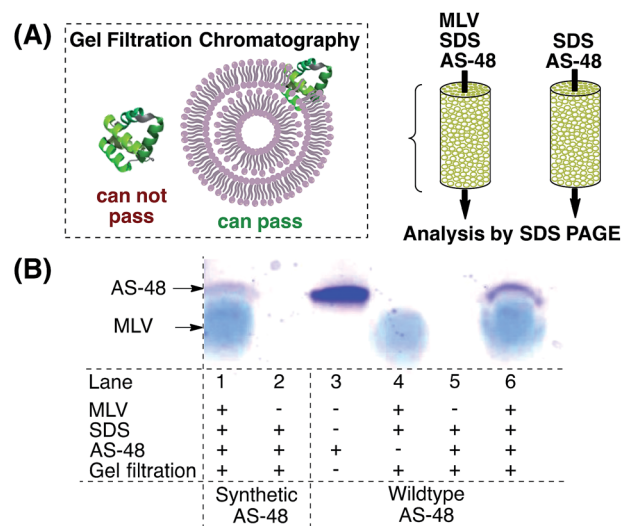 (A)
Gel Filtration Chromatography
can not
pass
can pass
MLV
SDS
AS-48
SDS
AS-48
Analysis by SDS PAGE
(B)
AS-48
MLV
Lane 1 2 3 4 5 6
MLV + - - + - +
SDS + + - + + +
AS-48 + + + - + +
Gel filtration + + - + + +
Synthetic
AS-48
Wildtype
AS-48